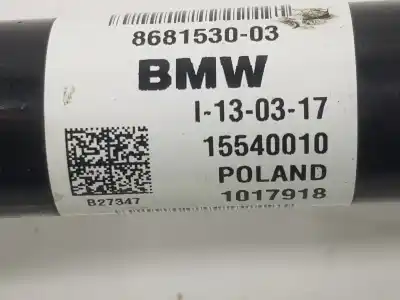 8681530-03
BMW
I-13-03-17
15540010
POLAND
B27347
1017918